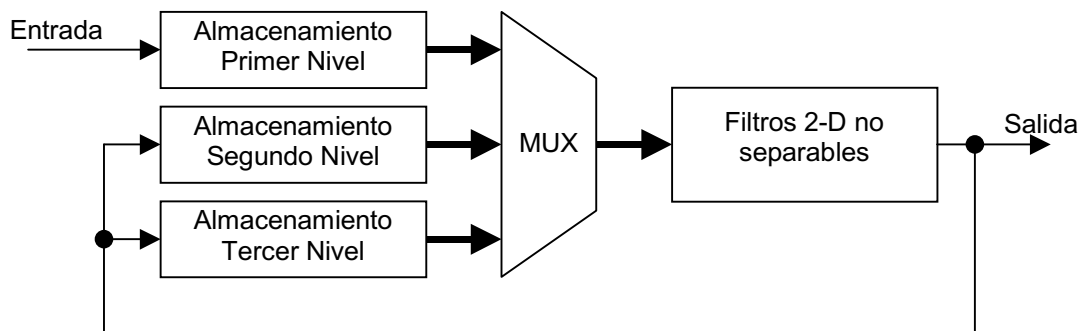 Entrada
Almacenamiento
Primer Nivel
Almacenamiento
Segundo Nivel
Almacenamiento
Tercer Nivel
MUX
Filtros 2-D no
separables
Salida